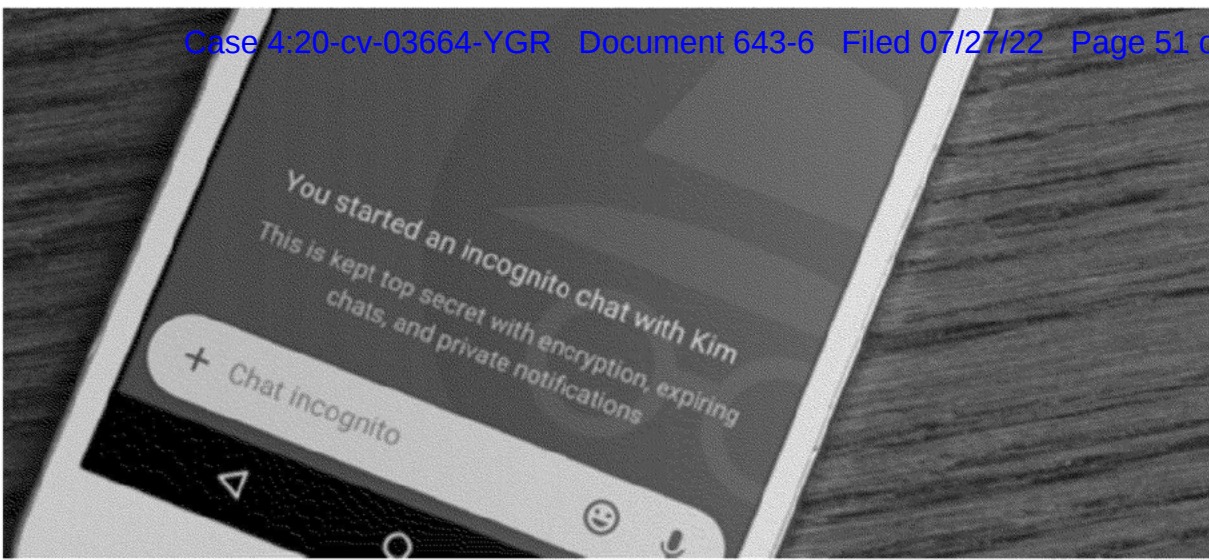 Case 4:20-cv-03664-YGR Document 643-6 Filed 07/27/22 Page 51
You started an incognito chat with Kim
This is kept top secret with encryption, expiring
chats, and private notifications
Chat incognito